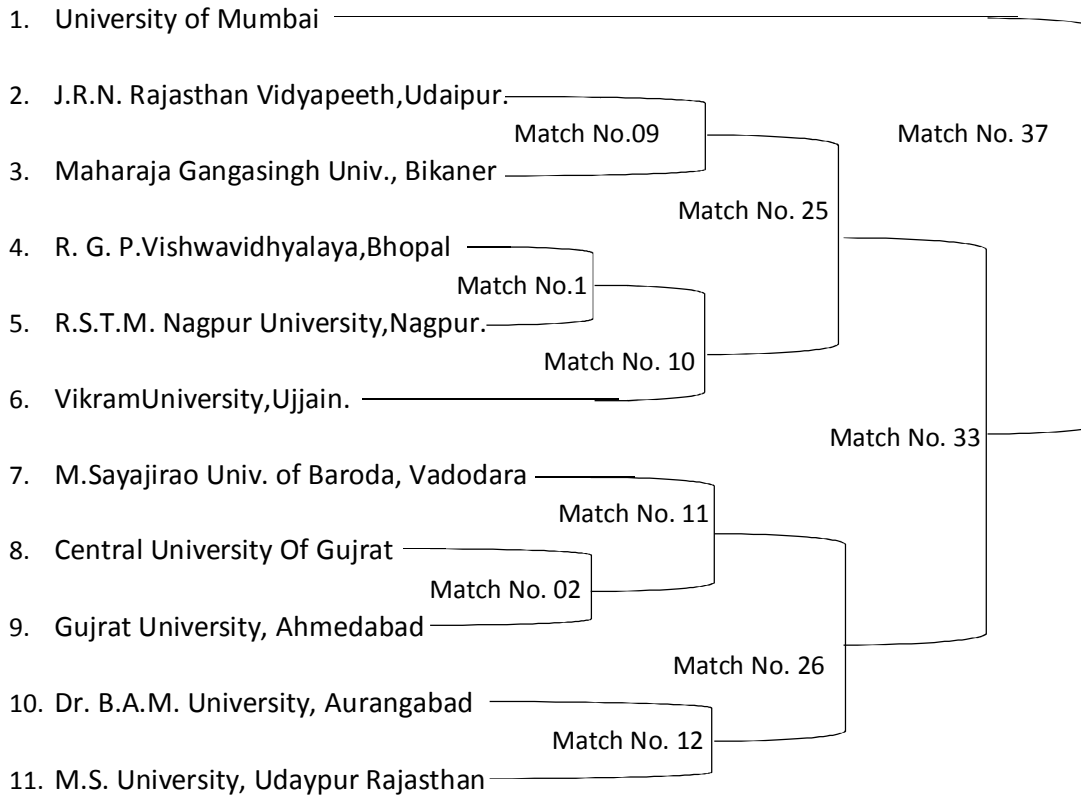 1. University of Mumbai
2. J.R.N. Rajasthan Vidyapeeth,Udaipur.
Match No.09
Match No. 37
3. Maharaja Gangasingh Univ., Bikaner
Match No. 25
4. R. G. P.Vishwavidhyalaya,Bhopal
Match No.1
5. R.S.T.M. Nagpur University,Nagpur.
Match No. 10
6. VikramUniversity,Ujjain.
Match No. 33
7. M.Sayajirao Univ. of Baroda, Vadodara
Match No. 11
8. Central University Of Gujrat
Match No. 02
9. Gujrat University, Ahmedabad
Match No. 26
10. Dr. B.A.M. University, Aurangabad
Match No. 12
11. M.S. University, Udaypur Rajasthan